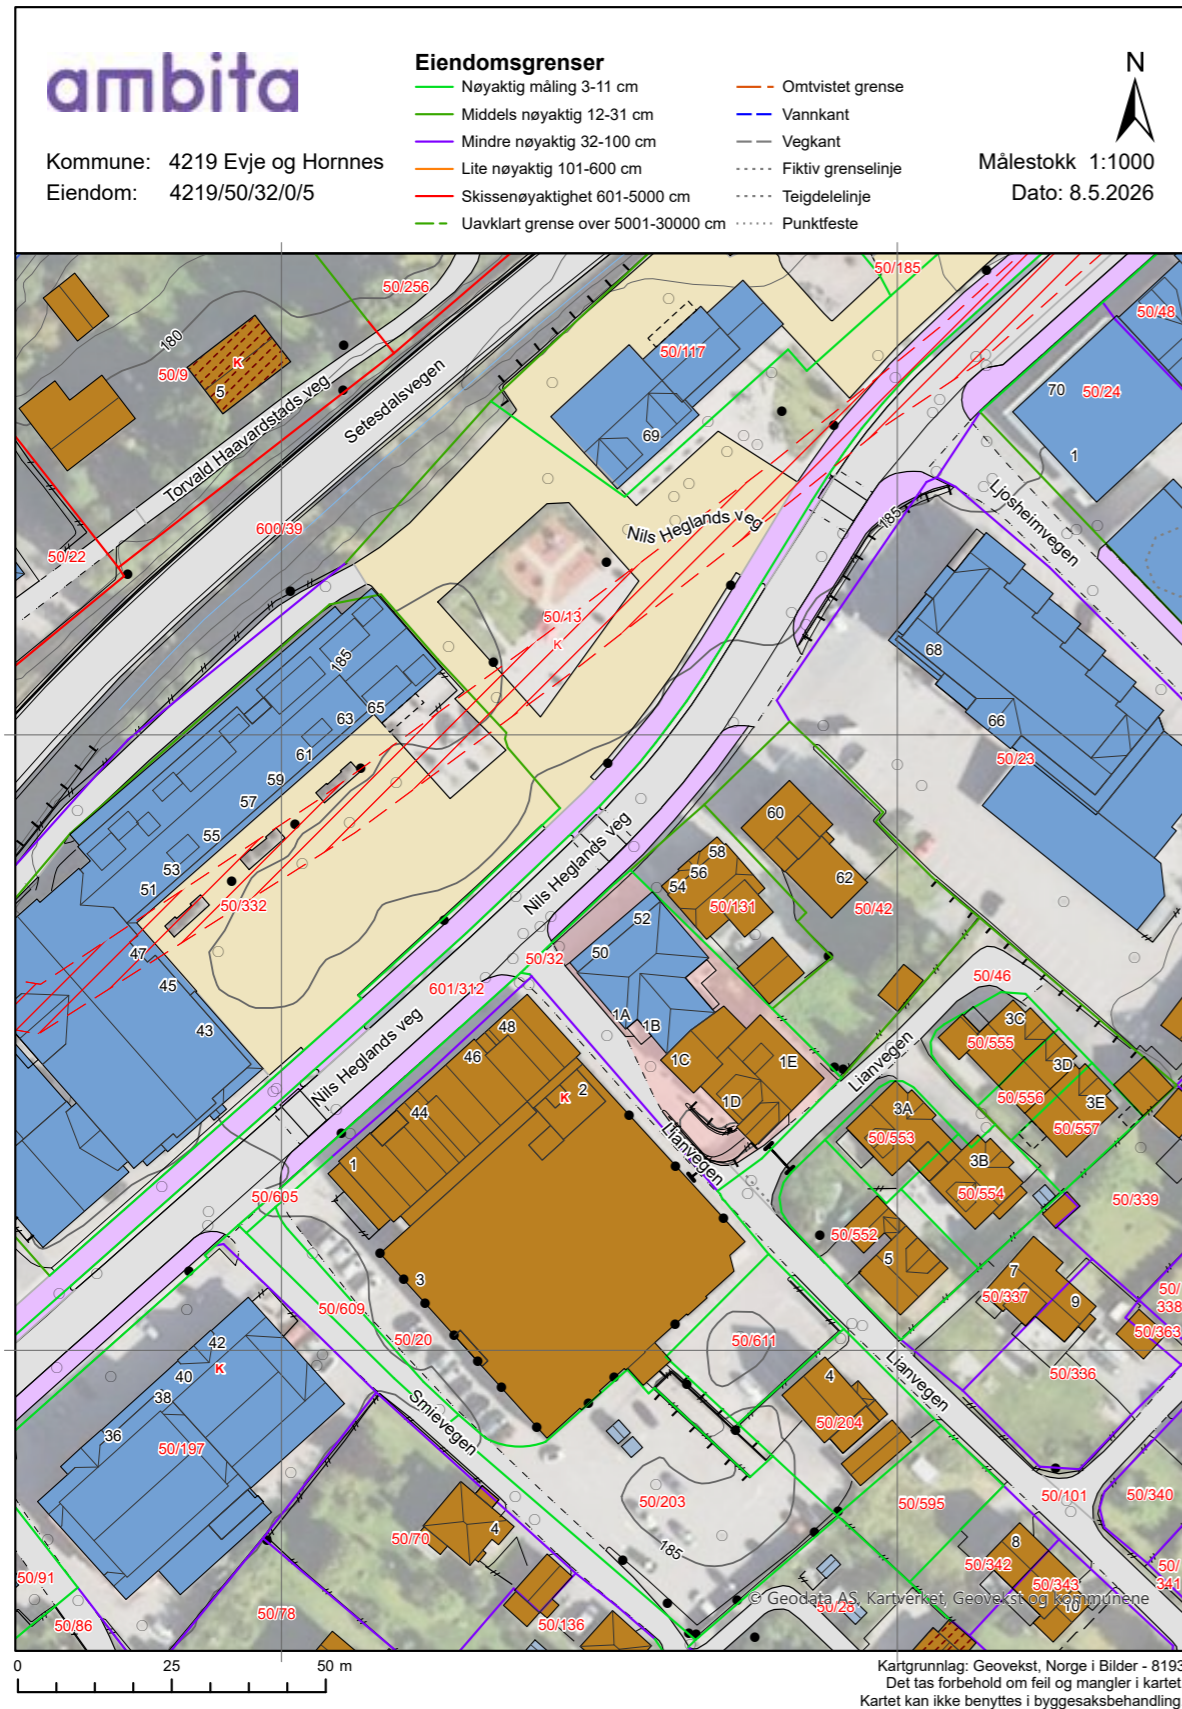 ambita
Kommune: 4219 Evje og Hornnes
Eiendom: 4219/50/32/0/5
Eiendomsgrenser
Nøyaktig måling 3-11 cm
Middels nøyaktig 12-31 cm
Mindre nøyaktig 32-100 cm
Lite nøyaktig 101-600 cm
Skissenøyaktighet 601-5000 cm
Uavklart grense over 5001-30000 cm
Omtvistet grense
Vannkant
Vegkant
Fiktiv grenselinje
Teigdelelinje
Punktfeste
N
Målestokk 1:1000
Dato: 8.5.2026
50/256
50/185
50/48
180
50/9
K
5
50/117
70
50/24
69
1
Torvald Haavardstads veg
Setesdalsvegen
600/39
50/22
Nils Heglands veg
185
Ljosheimvegen
50/13
K
68
66
50/23
185
65
63
61
59
57
55
53
51
50/332
47
45
43
60
62
50/42
58
56
54
50/131
52
50
Nils Heglands veg
50/32
601/312
50/46
1A
1B
1C
1D
1E
Lianvegen
3C
50/555
3D
50/556
3E
50/557
3A
50/553
3B
50/554
50/339
48
46
44
K
2
1
Nils Heglands veg
Lianvegen
50/605
50/552
5
7
50/337
9
50/
338
50/363
50/336
3
50/609
50/20
50/611
42
K
40
38
36
50/197
Smievegen
4
50/204
Lianvegen
50/203
185
50/595
50/101
50/340
50/70
4
8
50/342
50/343
10
50/
341
50/91
50/86
50/78
50/136
50/28
© Geodata AS, Kartverket, Geovekst og kommunene
0 25 50 m
Kartgrunnlag: Geovekst, Norge i Bilder - 8193
Det tas forbehold om feil og mangler i kartet
Kartet kan ikke benyttes i byggesaksbehandling